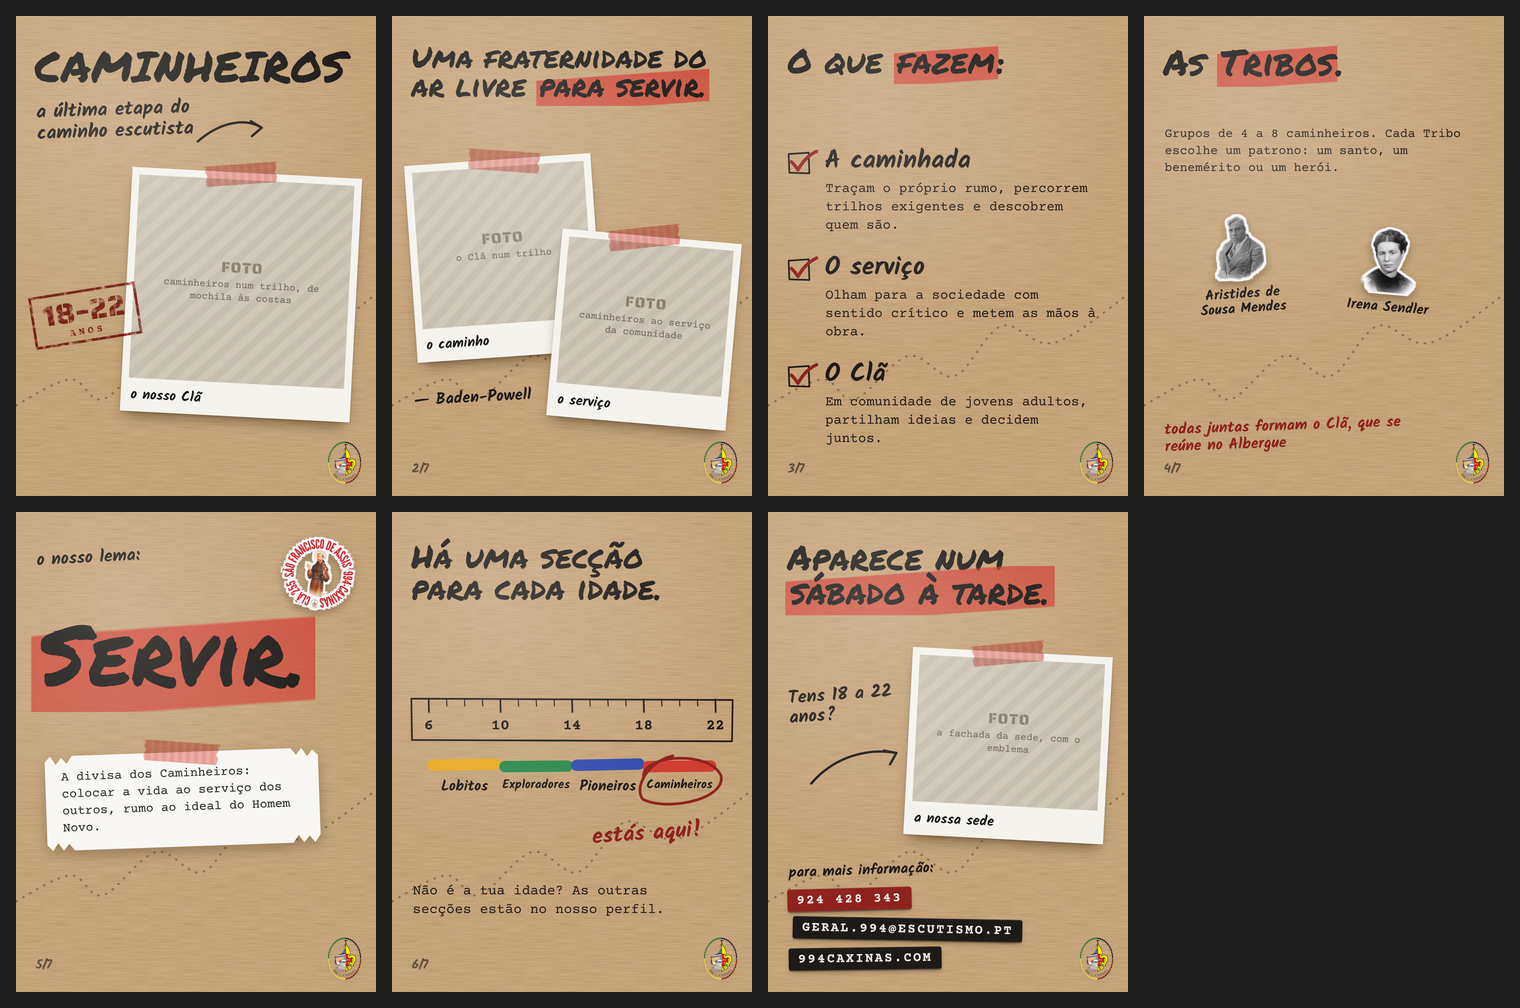 CAMINHEIROS
a última etapa do
caminho escutista
FOTO
caminheiros num trilho, de
mochila às costas
18-22
ANOS
o nosso Clã
UMA FRATERNIDADE DO
AR LIVRE PARA SERVIR.
FOTO
o Clã num trilho
o caminho
FOTO
caminheiros ao serviço
da comunidade
o serviço
— Baden-Powell
2/7
O QUE FAZEM:
A caminhada
Traçam o próprio rumo, percorrem
trilhos exigentes e descobrem
quem são.
O serviço
Olham para a sociedade com
sentido crítico e metem as mãos à
obra.
O Clã
Em comunidade de jovens adultos,
partilham ideias e decidem
juntos.
3/7
AS TRIBOS.
Grupos de 4 a 8 caminheiros. Cada Tribo
escolhe um patrono: um santo, um
benemérito ou um herói.
Aristides de
Sousa Mendes
Irena Sendler
todas juntas formam o Clã, que se
reúne no Albergue
4/7
o nosso lema:
SÃO FRANCISCO DE ASSIS
994-CAXINAS
CLÃ 255
SERVIR.
A divisa dos Caminheiros:
colocar a vida ao serviço dos
outros, rumo ao ideal do Homem
Novo.
5/7
HÁ UMA SECÇÃO
PARA CADA IDADE.
6 10 14 18 22
Lobitos Exploradores Pioneiros Caminheiros
estás aqui!
Não é a tua idade? As outras
secções estão no nosso perfil.
6/7
APARECE NUM
SÁBADO À TARDE.
Tens 18 a 22
anos?
FOTO
a fachada da sede, com o
emblema
a nossa sede
para mais informação:
924 428 343
GERAL.994@ESCUTISMO.PT
994CAXINAS.COM